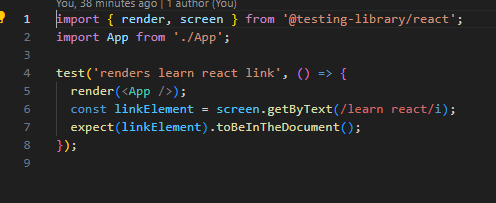 You, 38 minutes ago | 1 author (You)
1 import { render, screen } from '@testing-library/react';
2 import App from './App';
3
4 test('renders learn react link', () => {
5 render(<App />);
6 const linkElement = screen.getByText(/learn react/i);
7 expect(linkElement).toBeInTheDocument();
8 });
9